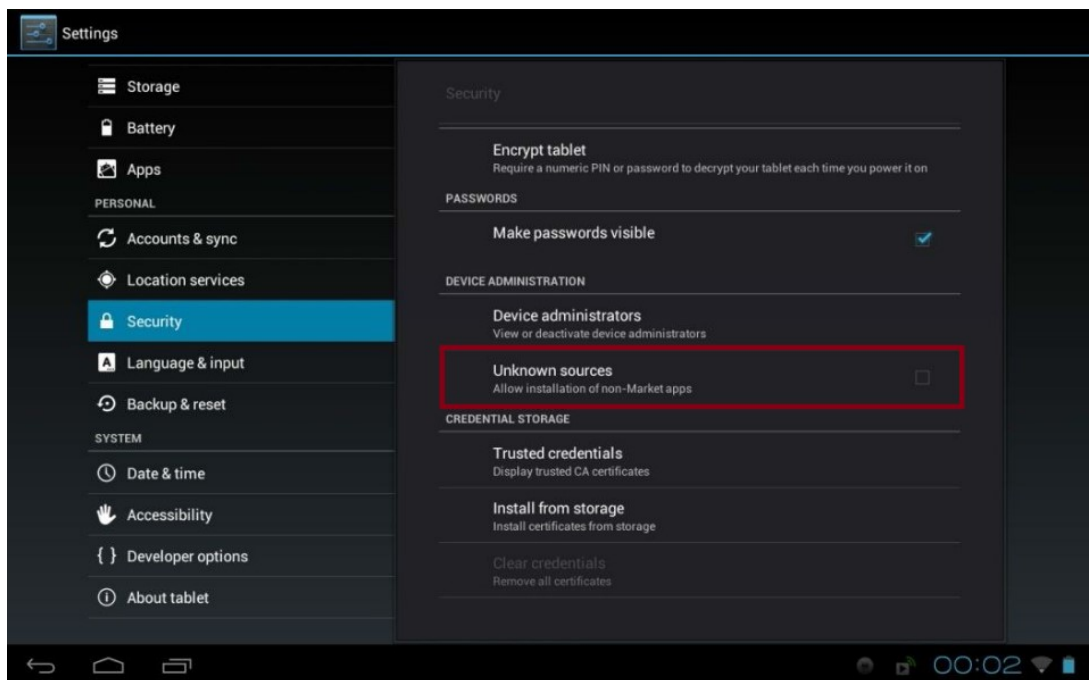 Settings
Storage
Battery
Apps
PERSONAL
Accounts & sync
Location services
Security
Language & input
Backup & reset
SYSTEM
Date & time
Accessibility
{ } Developer options
About tablet
Security
Encrypt tablet
Require a numeric PIN or password to decrypt your tablet each time you power it on
PASSWORDS
Make passwords visible
DEVICE ADMINISTRATION
Device administrators
View or deactivate device administrators
Unknown sources
Allow installation of non-Market apps
CREDENTIAL STORAGE
Trusted credentials
Display trusted CA certificates
Install from storage
Install certificates from storage
Clear credentials
Remove all certificates
00:02